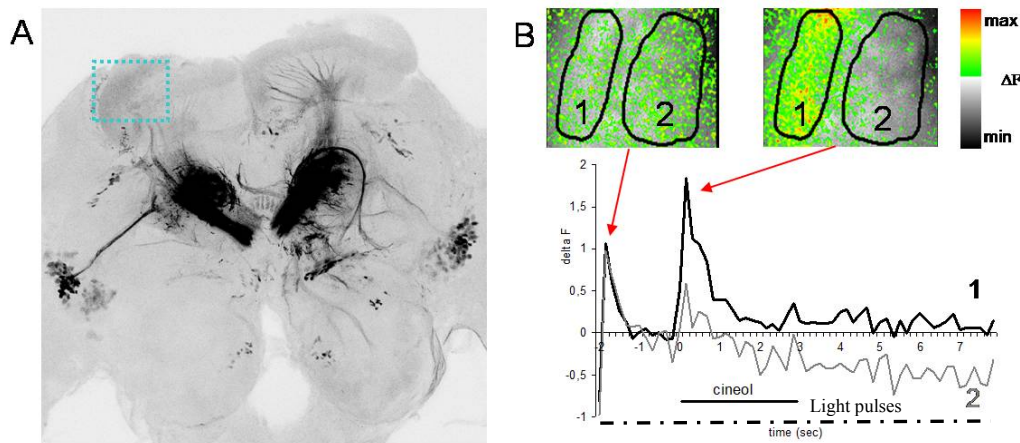 A
B
1
2
1
2
max
ΔF
min
delta F
2
1,5
1
0,5
0
-0,5
-1
-2 -1 0 1 2 3 4 5 6 7
1
2
cineol
Light pulses
time (sec)